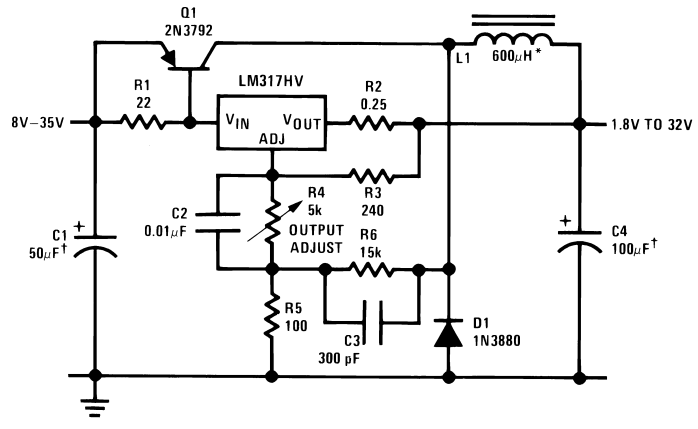 Q1
2N3792
L1
600μH*
R1
22
LM317HV
R2
0.25
8V–35V
VIN
VOUT
ADJ
1.8V TO 32V
R3
240
R4
5k
OUTPUT
ADJUST
C2
0.01μF
C1
50μF†
+
+
C4
100μF†
R6
15k
R5
100
C3
300 pF
D1
1N3880